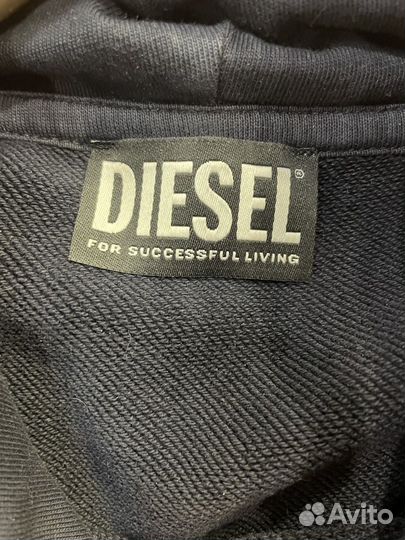 DIESEL®
FOR SUCCESSFUL LIVING
Avito